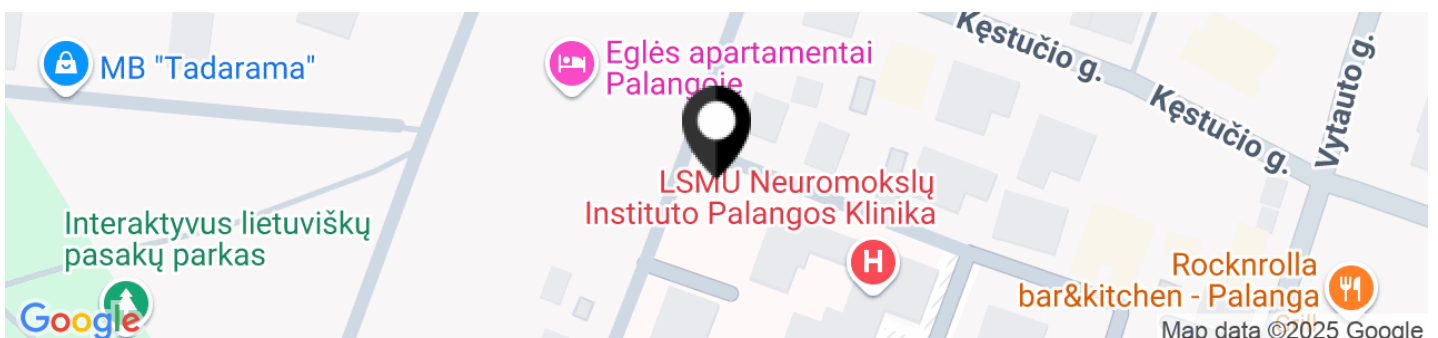 MB "Tadarama"
Eglės apartamentai
Palangoje
Kęstučio g.
Kęstučio g.
Vytauto g.
LSMU Neuromokslų
Instituto Palangos Klinika
H
Interaktyvus lietuviškų
pasakų parkas
Rocknrolla
bar&kitchen - Palanga
Grill
Google
Map data ©2025 Google